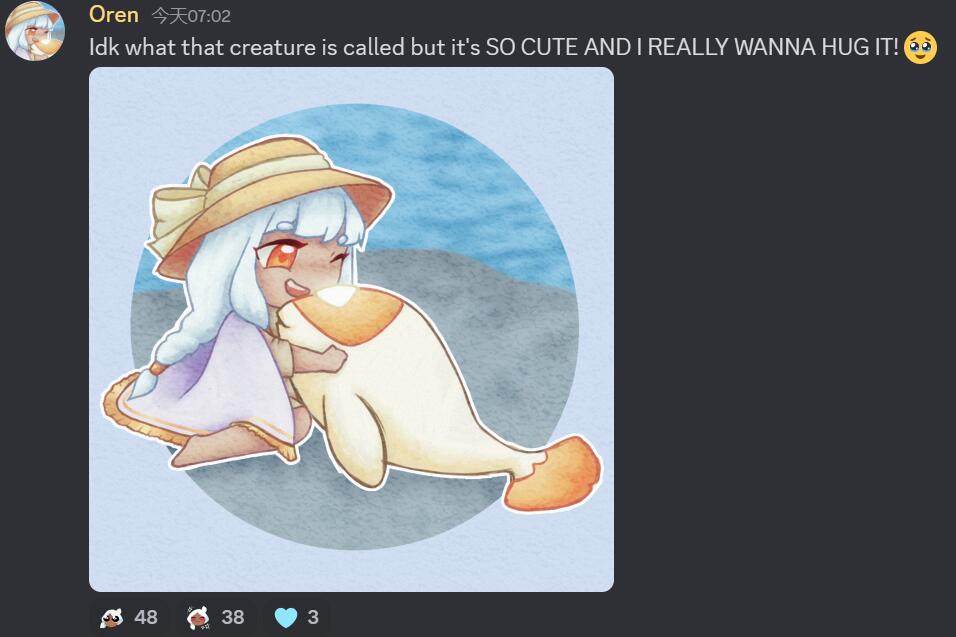 Oren 今天07:02
Idk what that creature is called but it's SO CUTE AND I REALLY WANNA HUG IT! 🥹
48 38 3